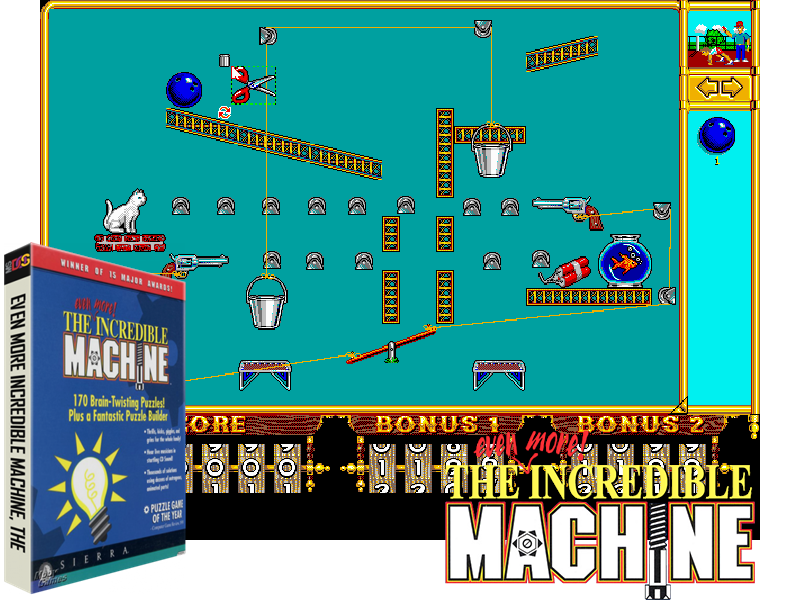 1
SCORE
BONUS 1
BONUS 2
WINNER OF 15 MAJOR AWARDS!
even more!
THE INCREDIBLE
MACHINE
170 Brain-Twisting Puzzles!
Plus a Fantastic Puzzle Builder
PUZZLE GAME
OF THE YEAR
SIERRA
EVEN MORE INCREDIBLE MACHINE, THE
even more!
THE INCREDIBLE
MACHINE